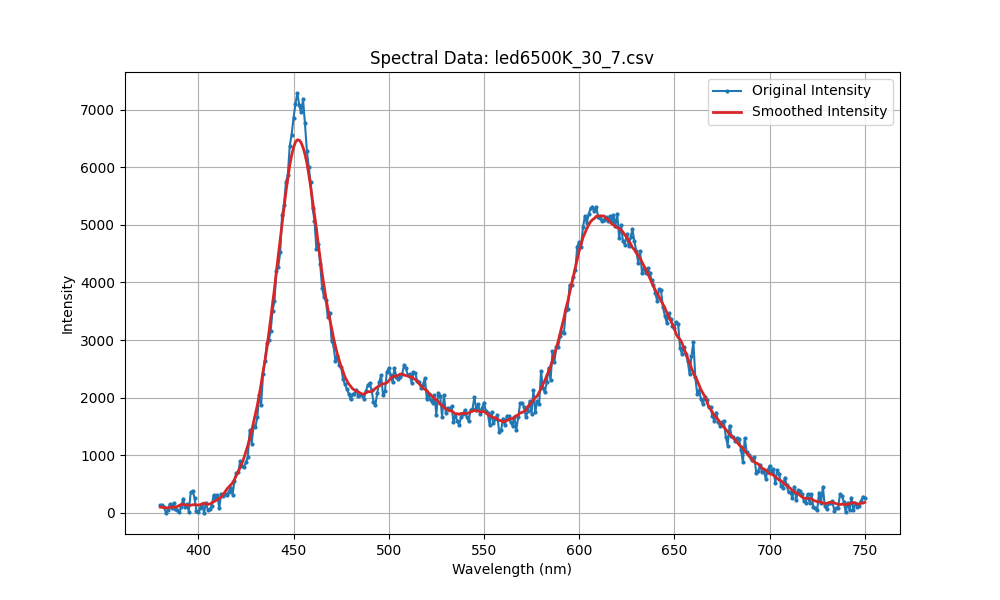 Spectral Data: led6500K_30_7.csv
Original Intensity
Smoothed Intensity
7000
6000
5000
4000
3000
2000
1000
0
Intensity
400 450 500 550 600 650 700 750
Wavelength (nm)